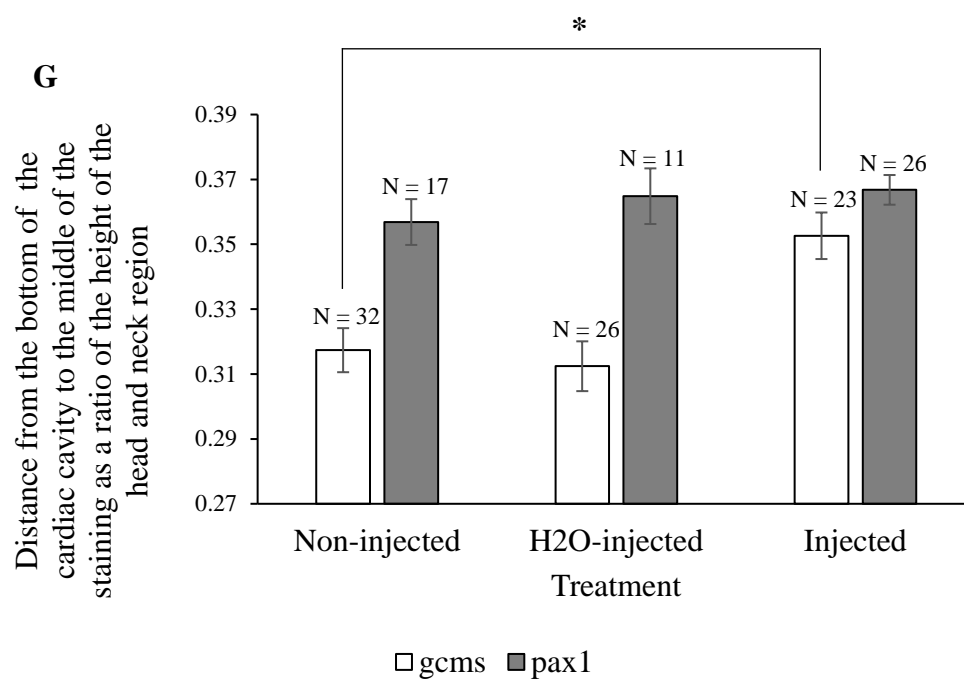 *
G
Distance from the bottom of the
cardiac cavity to the middle of the
staining as a ratio of the height of the
head and neck region
0.39
0.37
0.35
0.33
0.31
0.29
0.27
N = 32
N = 17
N = 26
N = 11
N = 23
N = 26
Non-injected
H2O-injected
Injected
Treatment
gcms
pax1